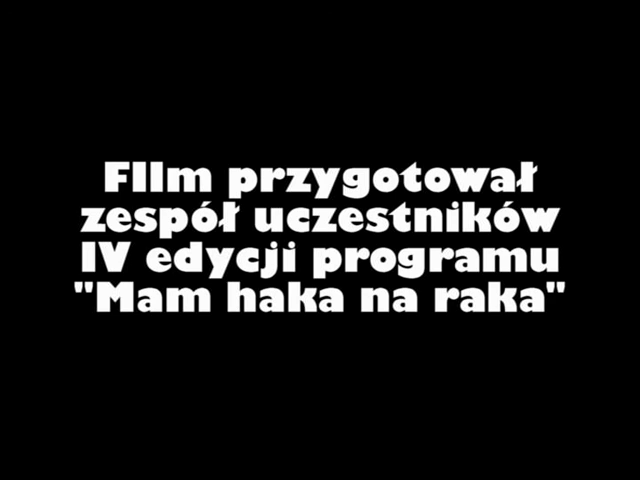 FIlm przygotował
zespół uczestników
IV edycji programu
"Mam haka na raka"